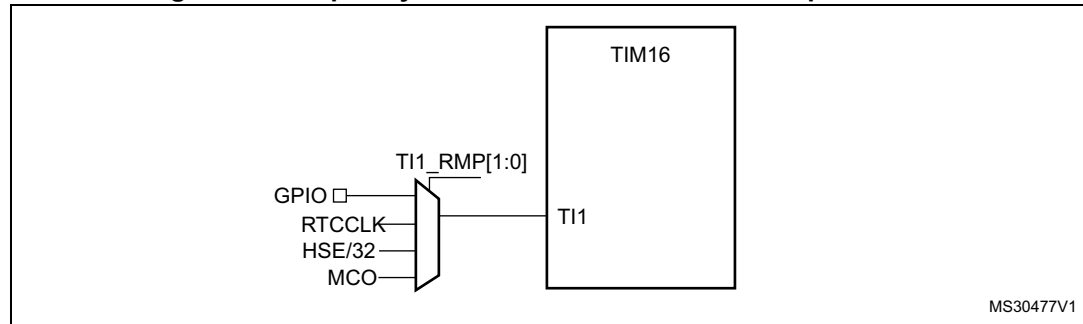 TIM16
TI1_RMP[1:0]
GPIO
RTCCLK
TI1
HSE/32
MCO
MS30477V1